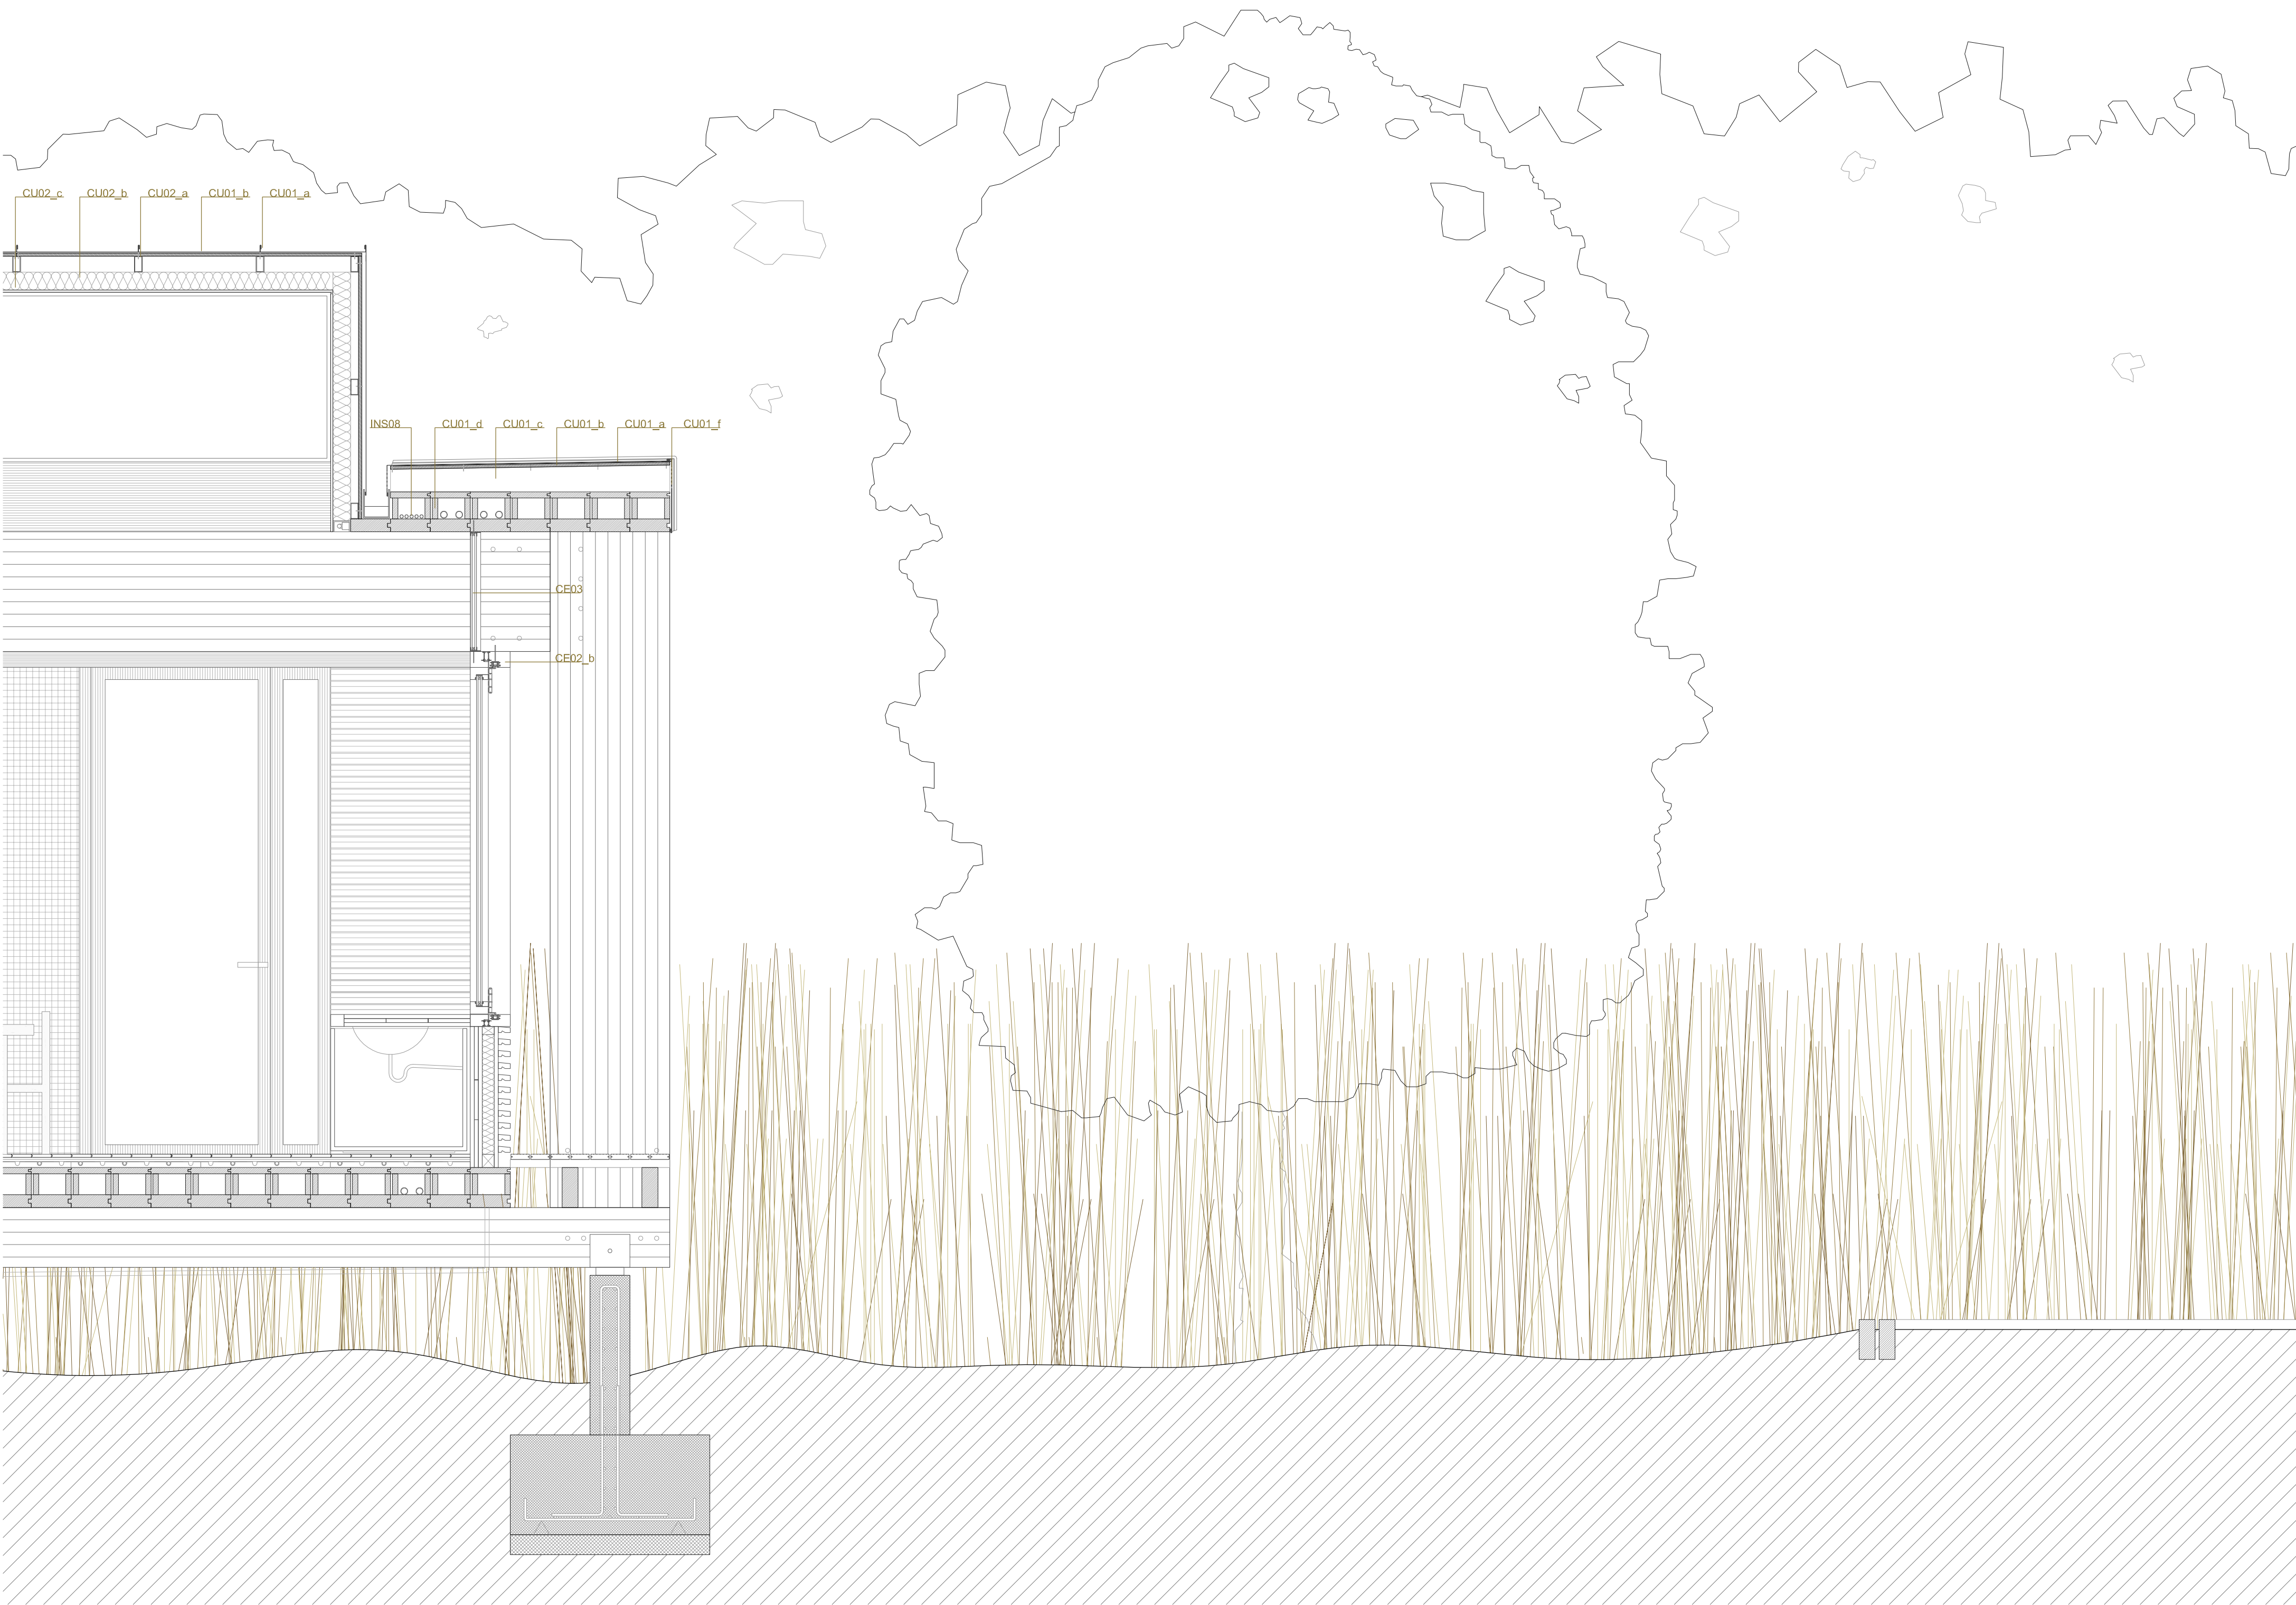 CU02_c CU02_b CU02_a CU01_b CU01_a
INS08 CU01_d CU01_c CU01_b CU01_a CU01_f
CE03
CE02_b